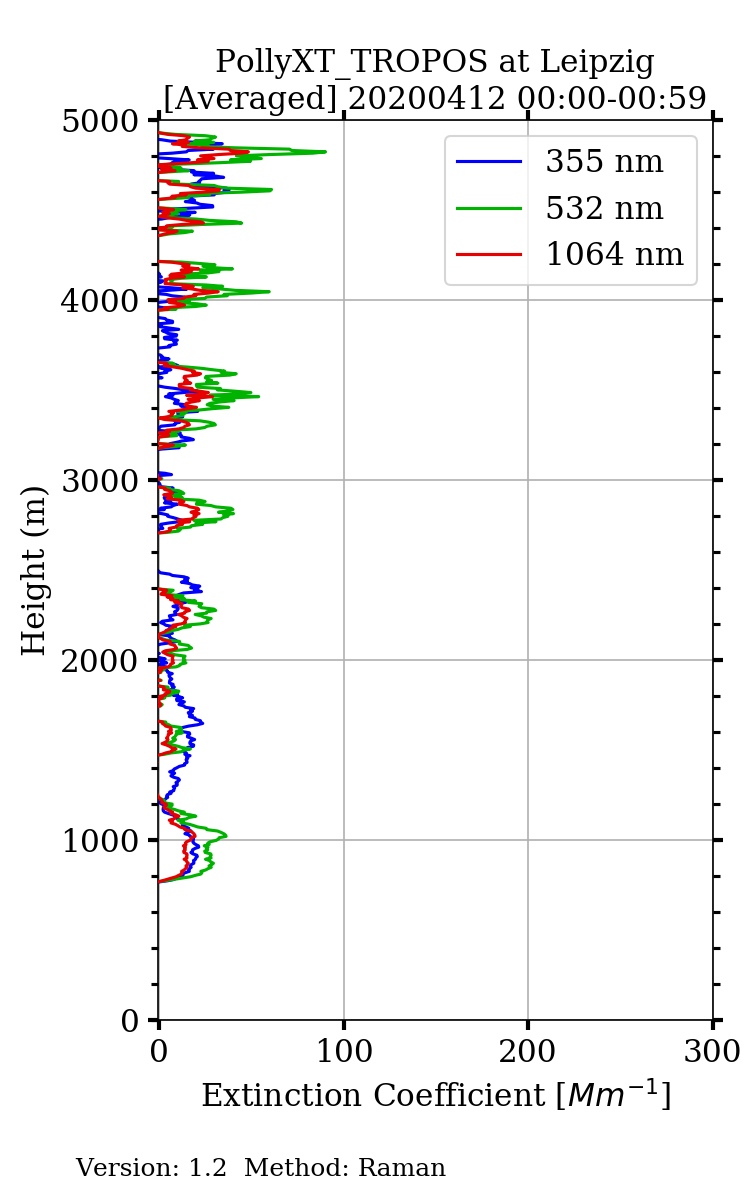 PollyXT_TROPOS at Leipzig
[Averaged] 20200412 00:00-00:59
5000
4000
3000
2000
1000
0
Height (m)
355 nm
532 nm
1064 nm
0 100 200 300
Extinction Coefficient [Mm⁻¹]
Version: 1.2 Method: Raman